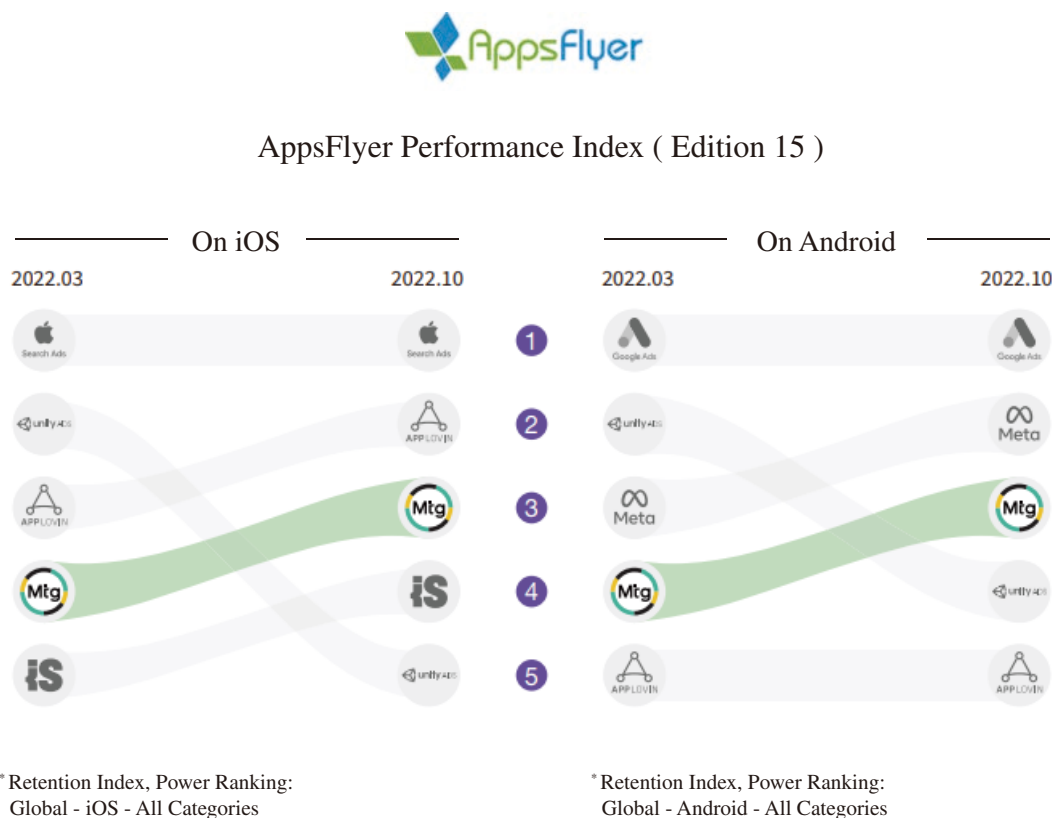 AppsFlyer
AppsFlyer Performance Index ( Edition 15 )
On iOS
On Android
2022.03
2022.10
2022.03
2022.10
Search Ads
Search Ads
1
Google Ads
Google Ads
unity ADS
APPLOVIN
2
unity ADS
Meta
APPLOVIN
Mtg
3
Meta
Mtg
Mtg
iS
4
Mtg
unity ADS
iS
unity ADS
5
APPLOVIN
APPLOVIN
* Retention Index, Power Ranking:
Global - iOS - All Categories
* Retention Index, Power Ranking:
Global - Android - All Categories